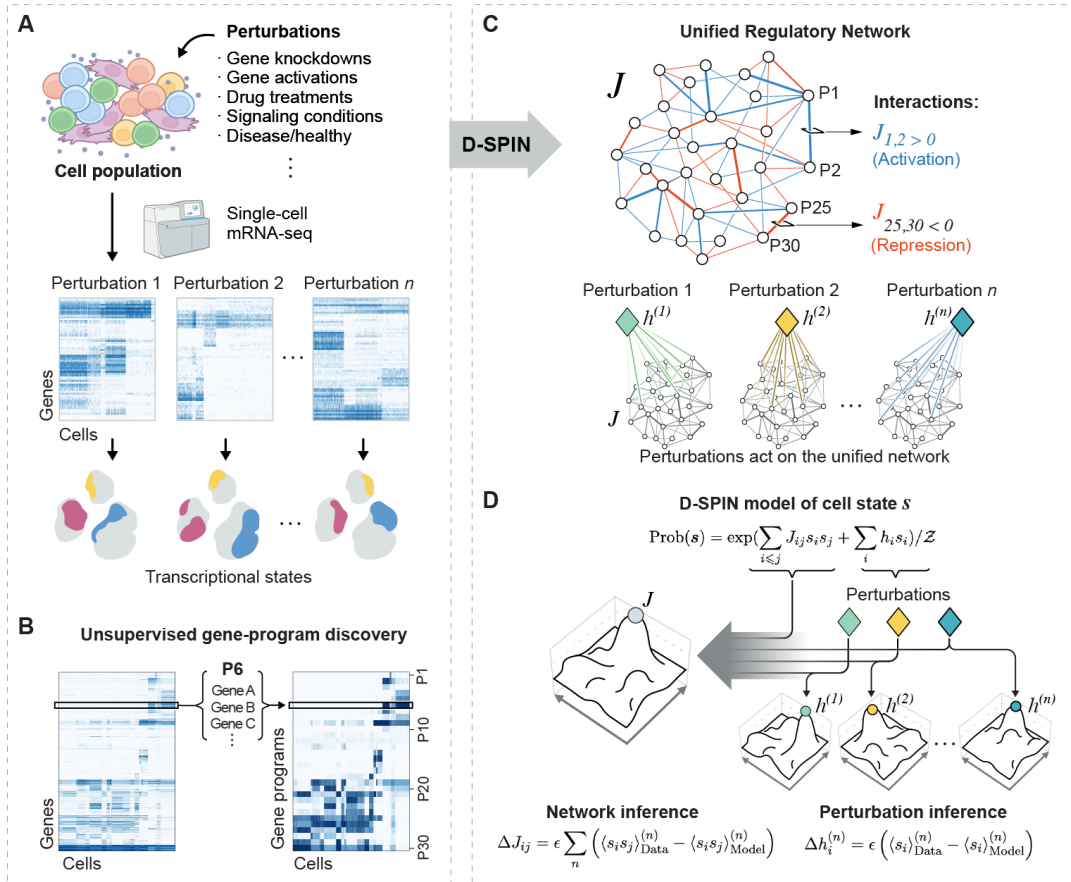 A
Perturbations
· Gene knockdowns
· Gene activations
· Drug treatments
· Signaling conditions
· Disease/healthy
Cell population
Single-cell
mRNA-seq
Perturbation 1
Perturbation 2
Perturbation n
Genes
Cells
Transcriptional states
B
Unsupervised gene-program discovery
P6
Gene A
Gene B
Gene C
Genes
Cells
Gene programs
P1
P10
P20
P30
Cells
D-SPIN
C
Unified Regulatory Network
J
P1
P2
P25
P30
Interactions:
J1,2 > 0
(Activation)
J25,30 < 0
(Repression)
Perturbation 1
Perturbation 2
Perturbation n
h(1)
h(2)
h(n)
J
Perturbations act on the unified network
D
D-SPIN model of cell state s
Prob(s) = exp(∑i⩽j Jij si sj + ∑i hi si)/Z
Perturbations
J
h(1)
h(2)
h(n)
Network inference
ΔJij = ϵ ∑n (⟨si sj⟩(n)Data − ⟨si sj⟩(n)Model)
Perturbation inference
Δhi(n) = ϵ (⟨si⟩(n)Data − ⟨si⟩(n)Model)